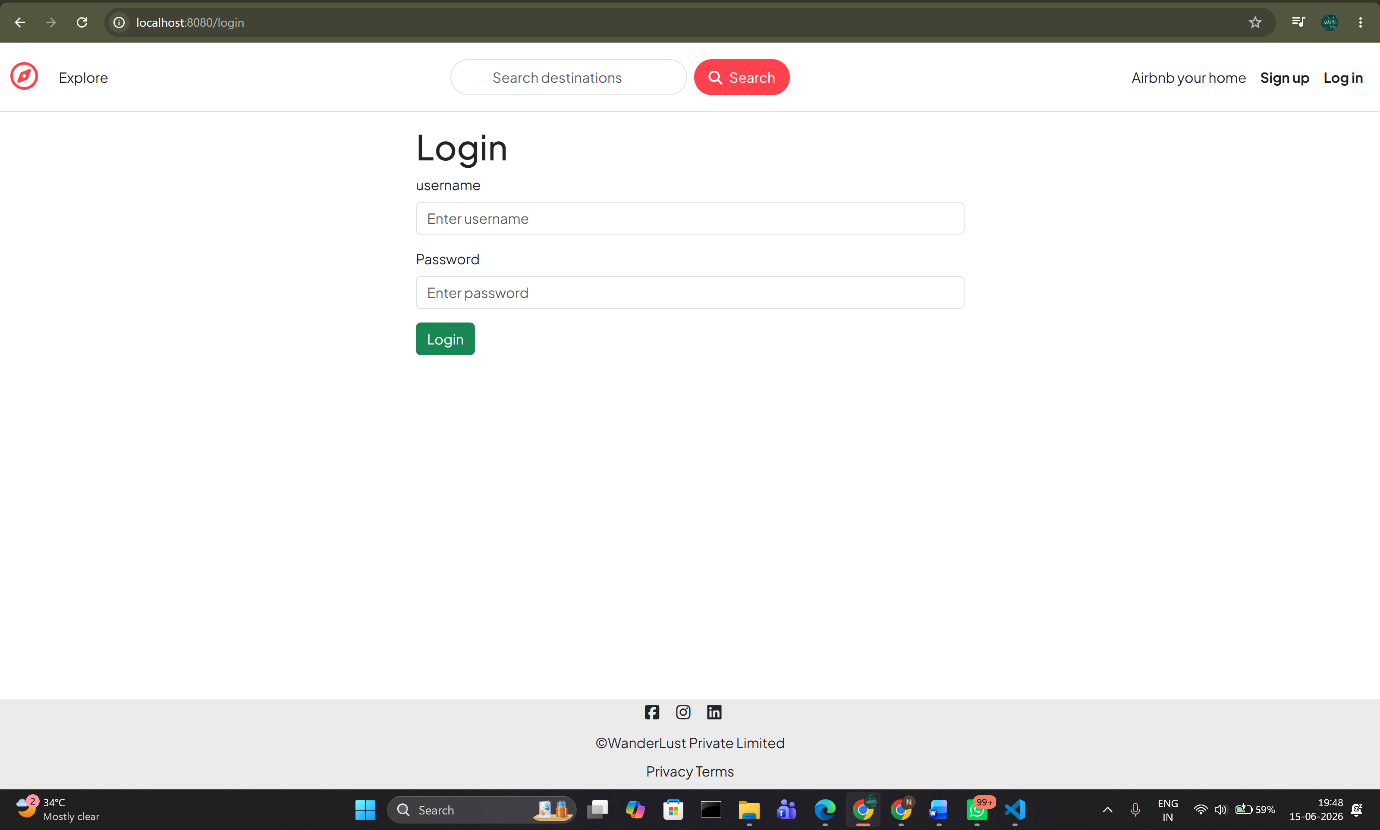 localhost:8080/login
Explore
Search destinations
Search
Airbnb your home
Sign up
Log in
Login
username
Enter username
Password
Enter password
Login
©WanderLust Private Limited
Privacy Terms
2
34°C
Mostly clear
Search
N
99+
ENG
IN
59%
19:48
15-06-2026